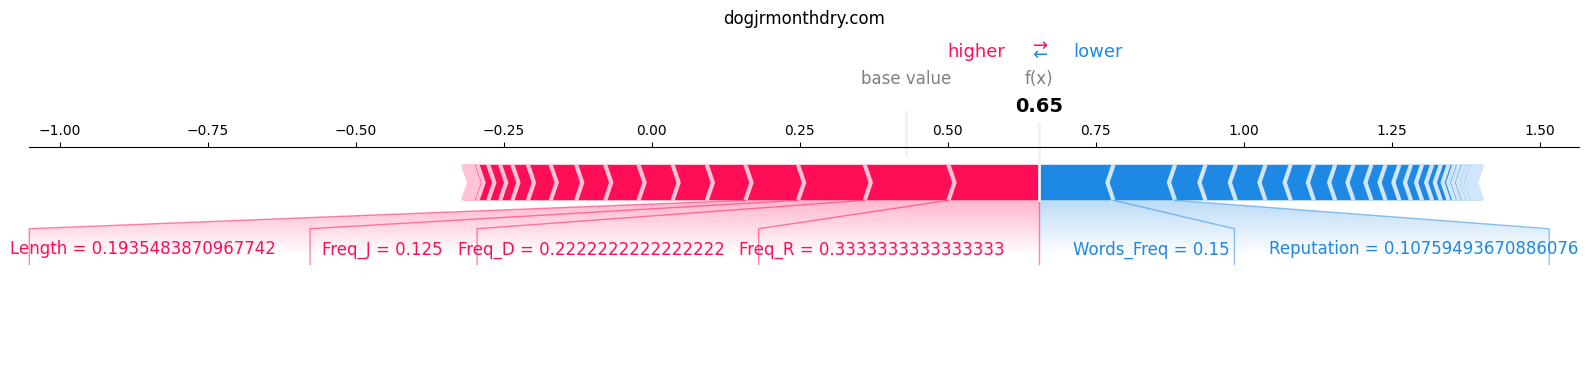 dogjrmonthdry.com
higher → ← lower
base value f(x)
0.65
−1.00 −0.75 −0.50 −0.25 0.00 0.25 0.50 0.75 1.00 1.25 1.50
Length = 0.1935483870967742 Freq_J = 0.125 Freq_D = 0.2222222222222222 Freq_R = 0.3333333333333333 Words_Freq = 0.15 Reputation = 0.10759493670886076